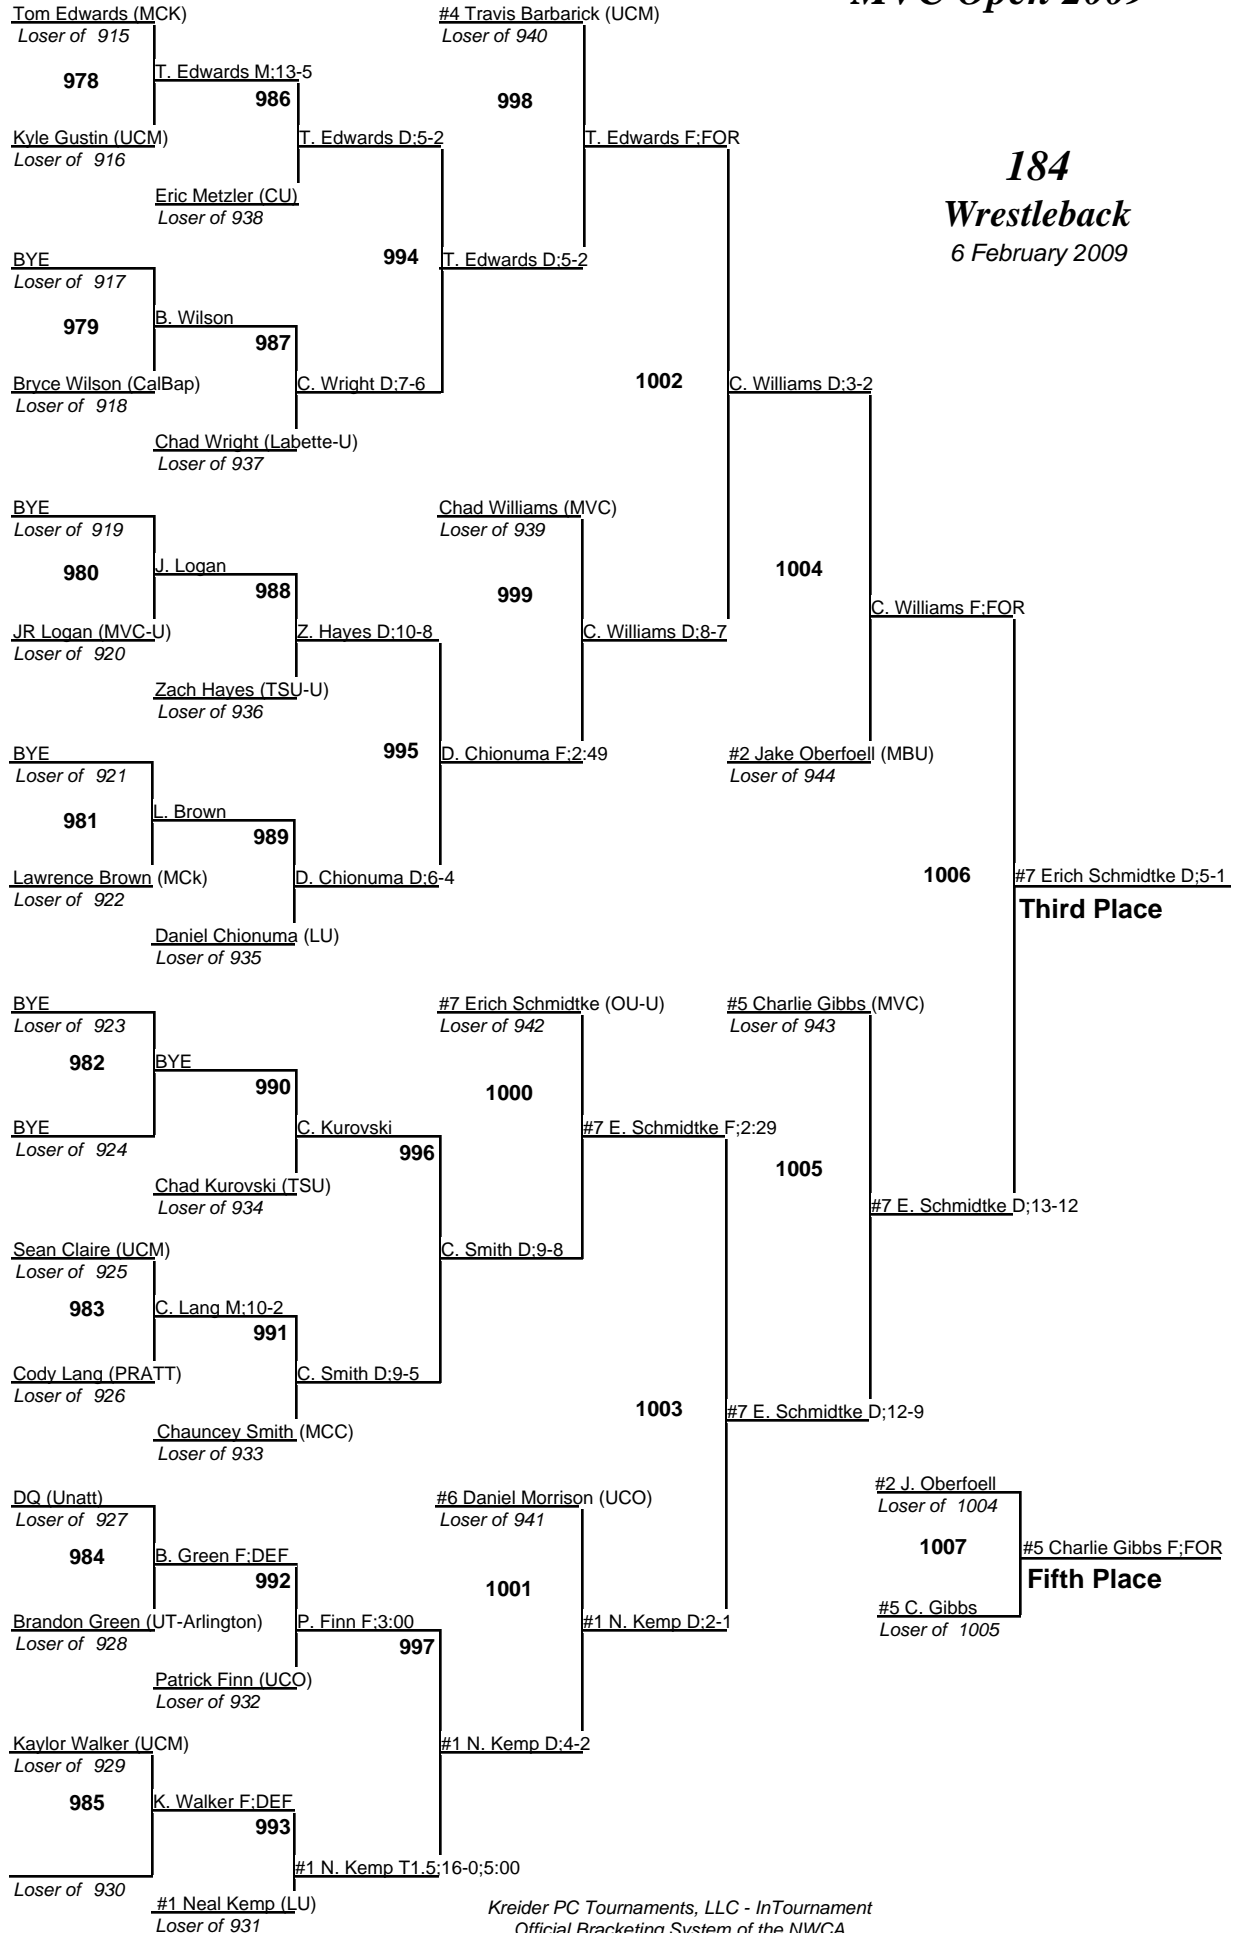 MVC Open 2009
184
Wrestleback
6 February 2009
Tom Edwards (MCK)
Loser of 915
978
T. Edwards M;13-5
Kyle Gustin (UCM)
Loser of 916
986
T. Edwards D;5-2
Eric Metzler (CU)
Loser of 938
BYE
Loser of 917
979
B. Wilson
Bryce Wilson (CalBap)
Loser of 918
987
C. Wright D;7-6
Chad Wright (Labette-U)
Loser of 937
994
T. Edwards D;5-2
#4 Travis Barbarick (UCM)
Loser of 940
998
T. Edwards F;FOR
BYE
Loser of 919
980
J. Logan
JR Logan (MVC-U)
Loser of 920
988
Z. Hayes D;10-8
Zach Hayes (TSU-U)
Loser of 936
BYE
Loser of 921
981
L. Brown
Lawrence Brown (MCk)
Loser of 922
989
D. Chionuma D;6-4
Daniel Chionuma (LU)
Loser of 935
995
D. Chionuma F;2:49
Chad Williams (MVC)
Loser of 939
999
C. Williams D;8-7
1002
C. Williams D;3-2
1004
C. Williams F;FOR
#2 Jake Oberfoell (MBU)
Loser of 944
1006
#7 Erich Schmidtke D;5-1
Third Place
BYE
Loser of 923
982
BYE
BYE
Loser of 924
990
C. Kurovski
Chad Kurovski (TSU)
Loser of 934
Sean Claire (UCM)
Loser of 925
983
C. Lang M;10-2
Cody Lang (PRATT)
Loser of 926
991
C. Smith D;9-5
Chauncey Smith (MCC)
Loser of 933
996
C. Smith D;9-8
#7 Erich Schmidtke (OU-U)
Loser of 942
1000
#7 E. Schmidtke F;2:29
#5 Charlie Gibbs (MVC)
Loser of 943
1005
#7 E. Schmidtke D;13-12
1003
#7 E. Schmidtke D;12-9
DQ (Unatt)
Loser of 927
984
B. Green F;DEF
Brandon Green (UT-Arlington)
Loser of 928
992
P. Finn F;3:00
Patrick Finn (UCO)
Loser of 932
Kaylor Walker (UCM)
Loser of 929
985
K. Walker F;DEF
Loser of 930
993
#1 N. Kemp T1.5;16-0;5:00
#1 Neal Kemp (LU)
Loser of 931
997
#1 N. Kemp D;4-2
#6 Daniel Morrison (UCO)
Loser of 941
1001
#1 N. Kemp D;2-1
#2 J. Oberfoell
Loser of 1004
1007
#5 Charlie Gibbs F;FOR
Fifth Place
#5 C. Gibbs
Loser of 1005
Kreider PC Tournaments, LLC - InTournament
Official Bracketing System of the NWCA